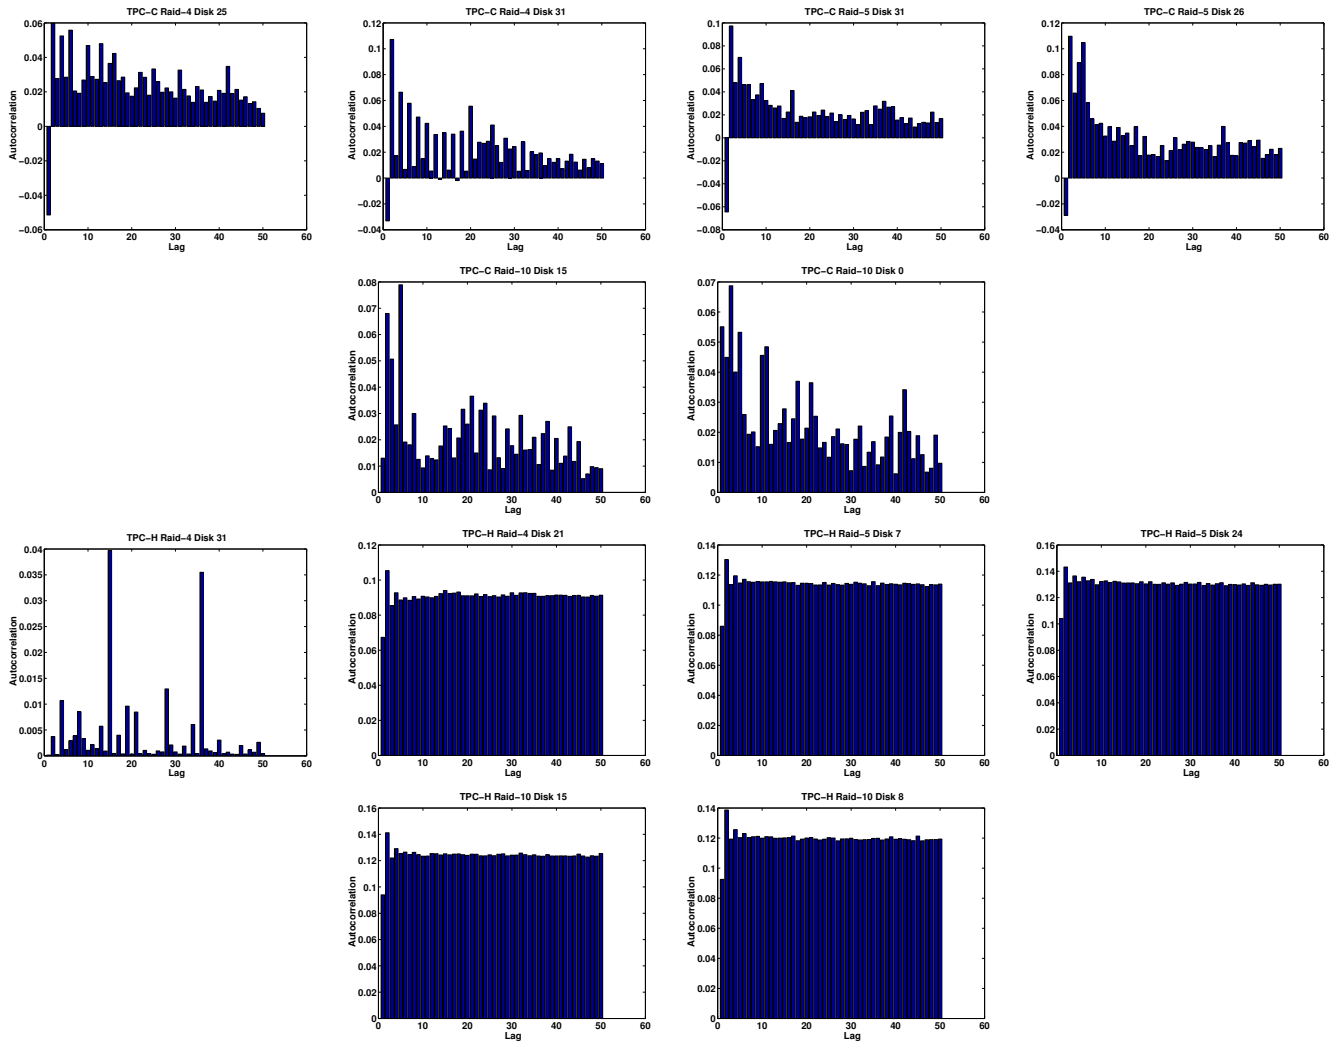 TPC−C Raid−4 Disk 25
Autocorrelation
0.06
0.04
0.02
0
−0.02
−0.04
−0.06
0 10 20 30 40 50 60
Lag
TPC−C Raid−4 Disk 31
Autocorrelation
0.12
0.1
0.08
0.06
0.04
0.02
0
−0.02
−0.04
0 10 20 30 40 50 60
Lag
TPC−C Raid−5 Disk 31
Autocorrelation
0.1
0.08
0.06
0.04
0.02
0
−0.02
−0.04
−0.06
−0.08
0 10 20 30 40 50 60
Lag
TPC−C Raid−5 Disk 26
Autocorrelation
0.12
0.1
0.08
0.06
0.04
0.02
0
−0.02
−0.04
0 10 20 30 40 50 60
Lag
TPC−C Raid−10 Disk 15
Autocorrelation
0.08
0.07
0.06
0.05
0.04
0.03
0.02
0.01
0
0 10 20 30 40 50 60
Lag
TPC−C Raid−10 Disk 0
Autocorrelation
0.07
0.06
0.05
0.04
0.03
0.02
0.01
0
0 10 20 30 40 50 60
Lag
TPC−H Raid−4 Disk 31
Autocorrelation
0.04
0.035
0.03
0.025
0.02
0.015
0.01
0.005
0
0 10 20 30 40 50 60
Lag
TPC−H Raid−4 Disk 21
Autocorrelation
0.12
0.1
0.08
0.06
0.04
0.02
0
0 10 20 30 40 50 60
Lag
TPC−H Raid−5 Disk 7
Autocorrelation
0.14
0.12
0.1
0.08
0.06
0.04
0.02
0
0 10 20 30 40 50 60
Lag
TPC−H Raid−5 Disk 24
Autocorrelation
0.16
0.14
0.12
0.1
0.08
0.06
0.04
0.02
0
0 10 20 30 40 50 60
Lag
TPC−H Raid−10 Disk 15
Autocorrelation
0.16
0.14
0.12
0.1
0.08
0.06
0.04
0.02
0
0 10 20 30 40 50 60
Lag
TPC−H Raid−10 Disk 8
Autocorrelation
0.14
0.12
0.1
0.08
0.06
0.04
0.02
0
0 10 20 30 40 50 60
Lag